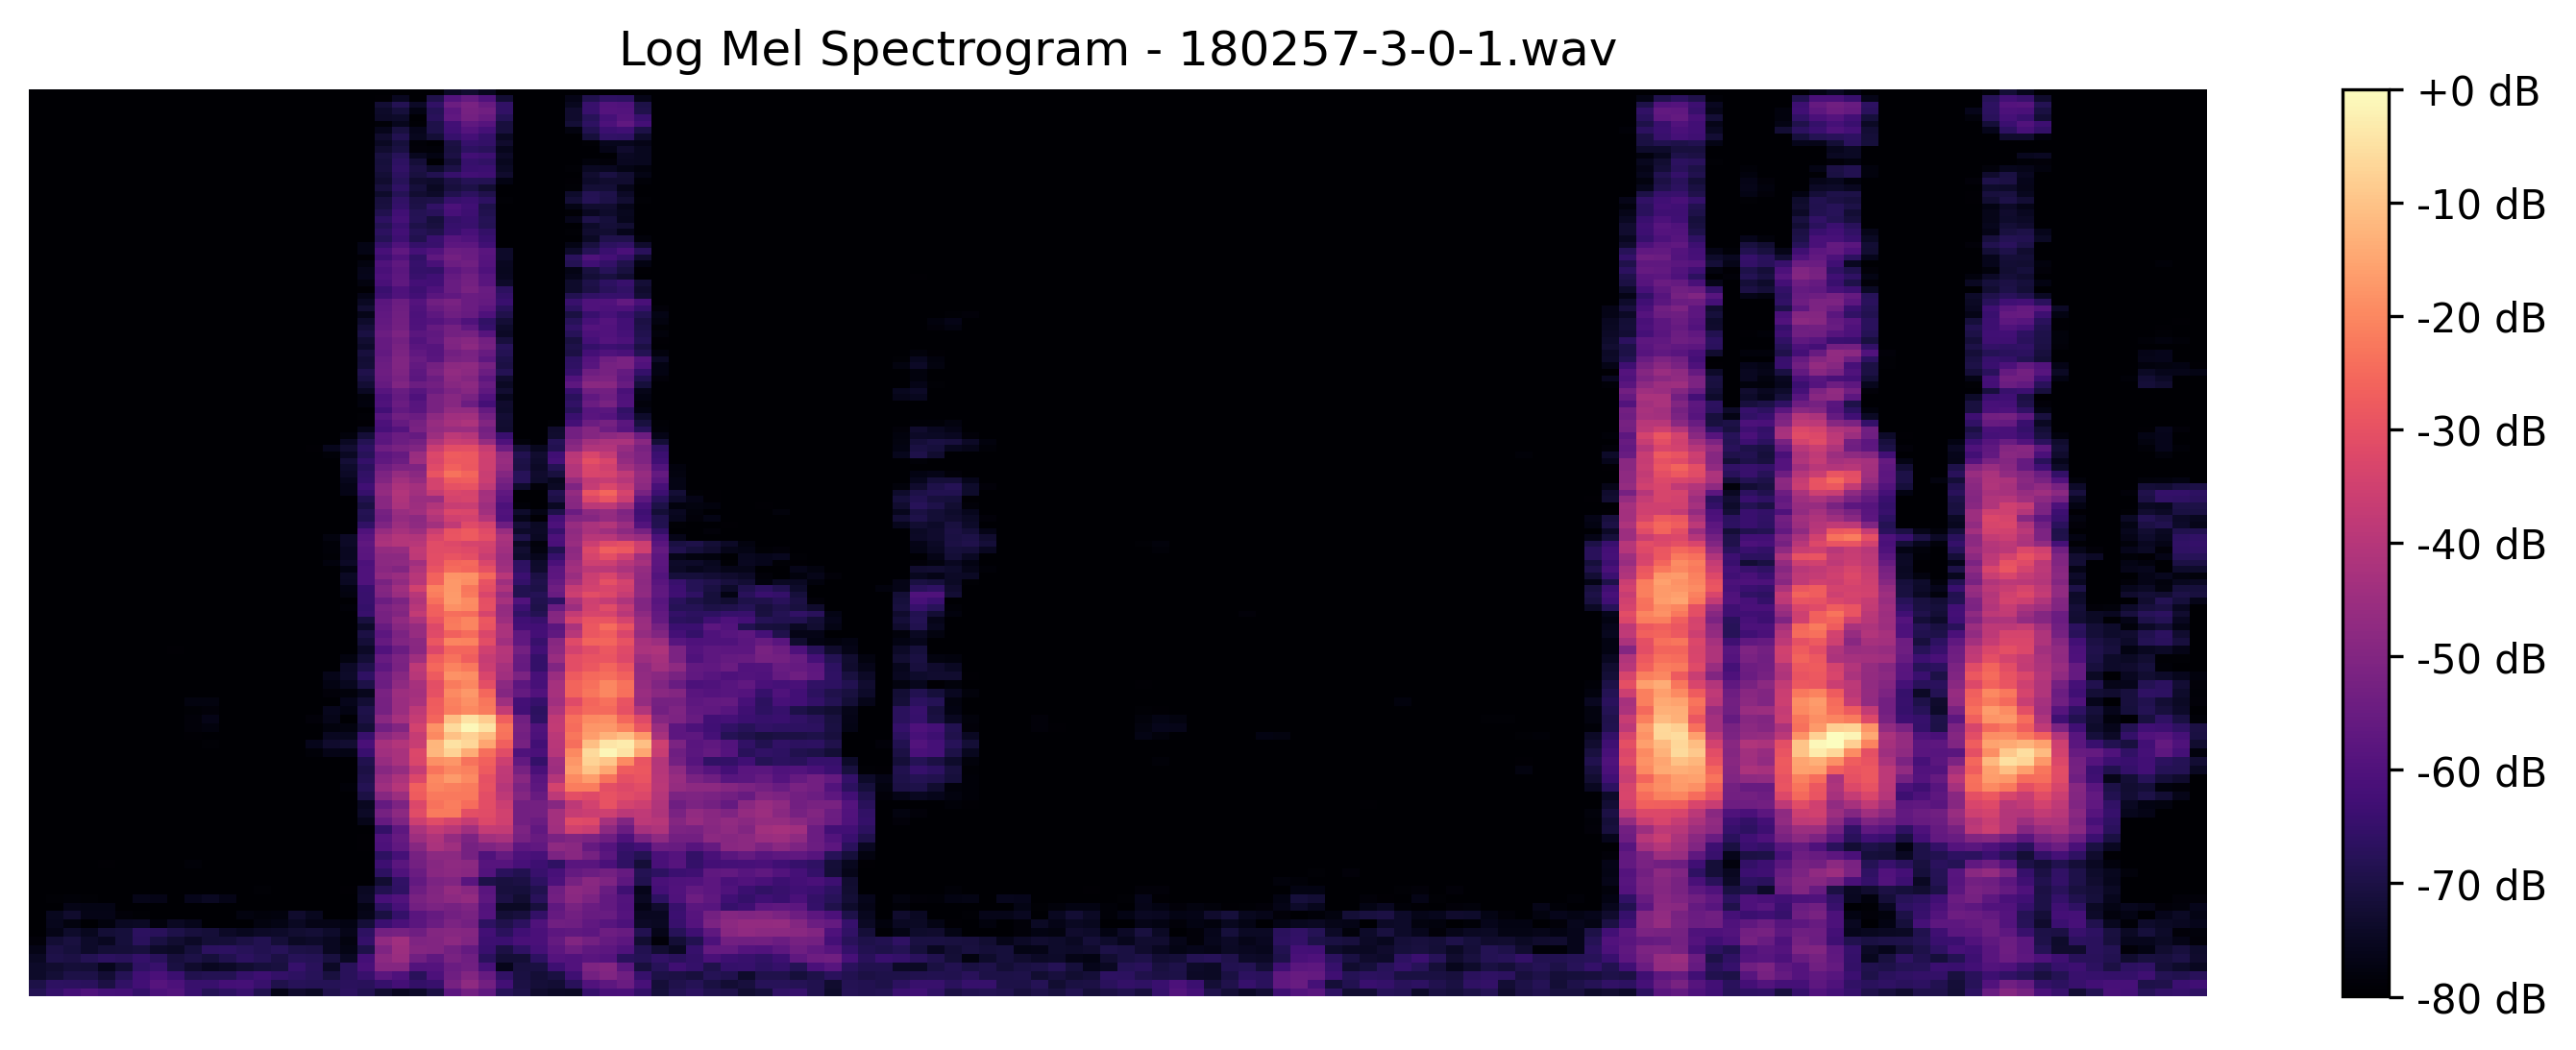 Log Mel Spectrogram - 180257-3-0-1.wav
+0 dB
-10 dB
-20 dB
-30 dB
-40 dB
-50 dB
-60 dB
-70 dB
-80 dB